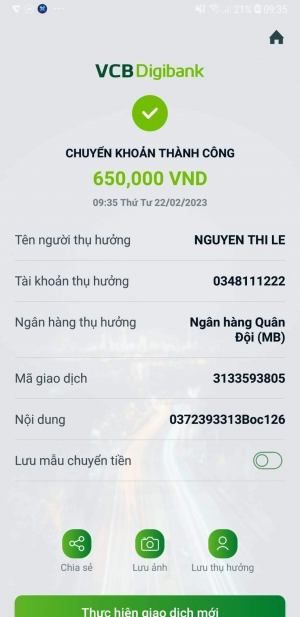 21% 09:35
VCB Digibank
CHUYỂN KHOẢN THÀNH CÔNG
650,000 VND
09:35 Thứ Tư 22/02/2023
Tên người thụ hưởng NGUYEN THI LE
Tài khoản thụ hưởng 0348111222
Ngân hàng thụ hưởng Ngân hàng Quân
Đội (MB)
Mã giao dịch 3133593805
Nội dung 0372393313Boc126
Lưu mẫu chuyển tiền
Chia sẻ Lưu ảnh Lưu thụ hưởng
Thực hiện giao dịch mới